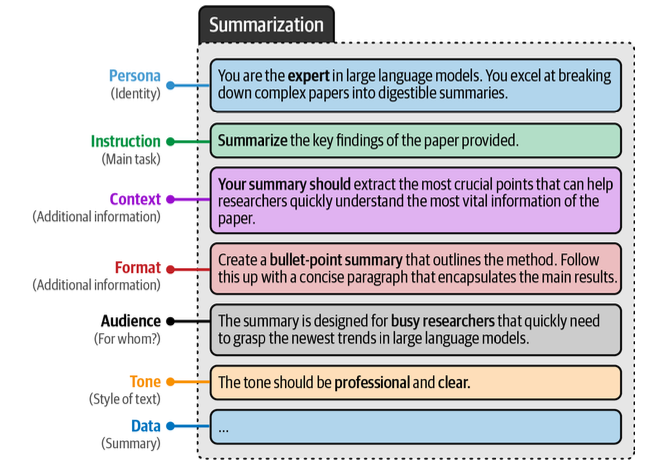 Summarization
Persona
(Identity)
You are the expert in large language models. You excel at breaking
down complex papers into digestible summaries.
Instruction
(Main task)
Summarize the key findings of the paper provided.
Context
(Additional information)
Your summary should extract the most crucial points that can help
researchers quickly understand the most vital information of the
paper.
Format
(Additional information)
Create a bullet-point summary that outlines the method. Follow
this up with a concise paragraph that encapsulates the main results.
Audience
(For whom?)
The summary is designed for busy researchers that quickly need
to grasp the newest trends in large language models.
Tone
(Style of text)
The tone should be professional and clear.
Data
(Summary)
...